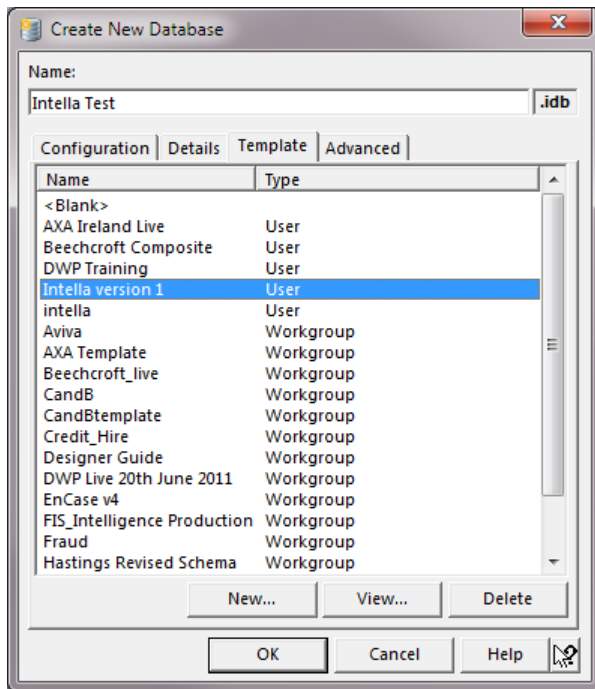 Create New Database
Name:
Intella Test .idb
Configuration Details Template Advanced
Name Type
<Blank>
AXA Ireland Live User
Beechcroft Composite User
DWP Training User
Intella version 1 User
intella User
Aviva Workgroup
AXA Template Workgroup
Beechcroft_live Workgroup
CandB Workgroup
CandBtemplate Workgroup
Credit_Hire Workgroup
Designer Guide Workgroup
DWP Live 20th June 2011 Workgroup
EnCase v4 Workgroup
FIS_Intelligence Production Workgroup
Fraud Workgroup
Hastings Revised Schema Workgroup
New... View... Delete
OK Cancel Help